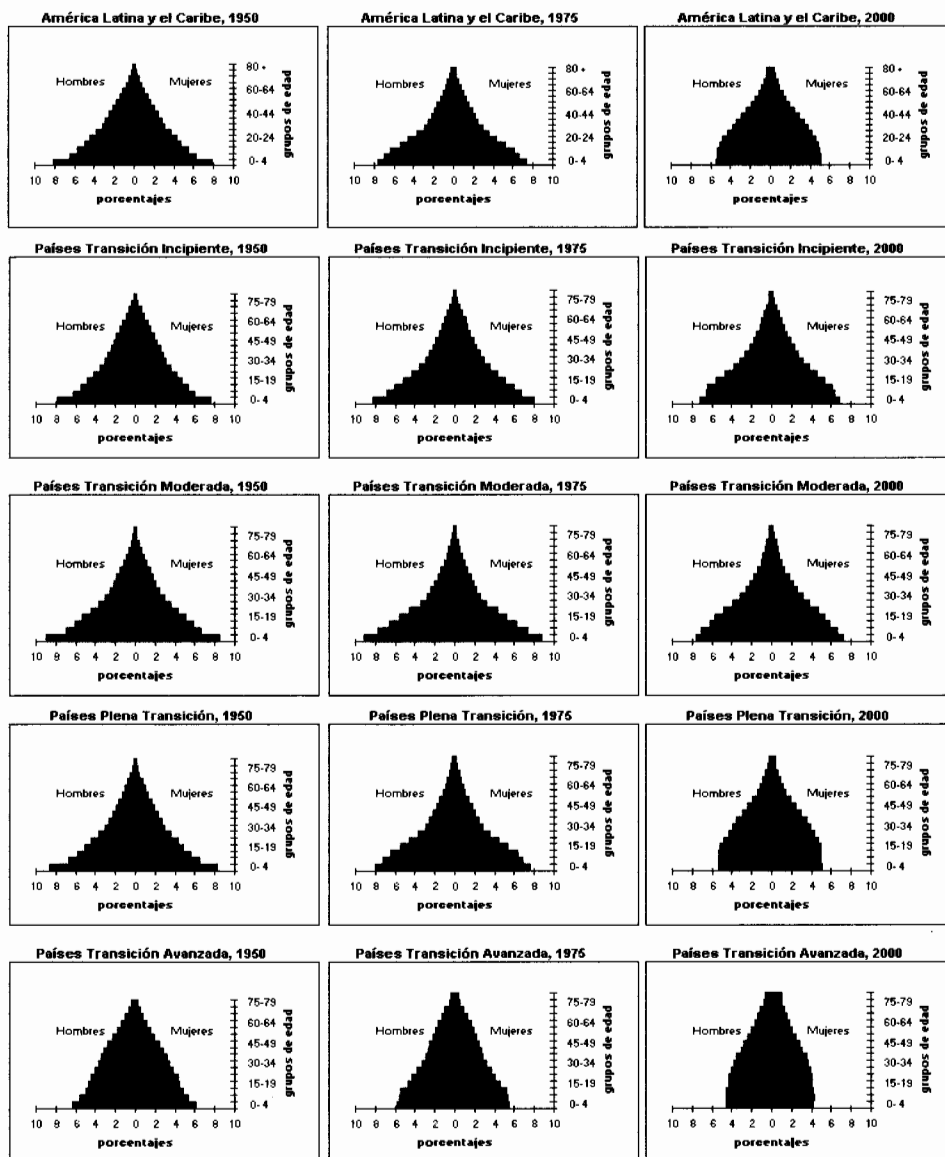 América Latina y el Caribe, 1950
Hombres Mujeres
80 +
60-64
40-44
20-24
0-4
grupos de edad
10 8 6 4 2 0 2 4 6 8 10
porcentajes
América Latina y el Caribe, 1975
Hombres Mujeres
80 +
60-64
40-44
20-24
0-4
grupos de edad
10 8 6 4 2 0 2 4 6 8 10
porcentajes
América Latina y el Caribe, 2000
Hombres Mujeres
80 +
60-64
40-44
20-24
0-4
grupos de edad
10 8 6 4 2 0 2 4 6 8 10
porcentajes
Países Transición Incipiente, 1950
Hombres Mujeres
75-79
60-64
45-49
30-34
15-19
0-4
grupos de edad
10 8 6 4 2 0 2 4 6 8 10
porcentajes
Países Transición Incipiente, 1975
Hombres Mujeres
75-79
60-64
45-49
30-34
15-19
0-4
grupos de edad
10 8 6 4 2 0 2 4 6 8 10
porcentajes
Países Transición Incipiente, 2000
Hombres Mujeres
75-79
60-64
45-49
30-34
15-19
0-4
grupos de edad
10 8 6 4 2 0 2 4 6 8 10
porcentajes
Países Transición Moderada, 1950
Hombres Mujeres
75-79
60-64
45-49
30-34
15-19
0-4
grupos de edad
10 8 6 4 2 0 2 4 6 8 10
porcentajes
Países Transición Moderada, 1975
Hombres Mujeres
75-79
60-64
45-49
30-34
15-19
0-4
grupos de edad
10 8 6 4 2 0 2 4 6 8 10
porcentajes
Países Transición Moderada, 2000
Hombres Mujeres
75-79
60-64
45-49
30-34
15-19
0-4
grupos de edad
10 8 6 4 2 0 2 4 6 8 10
porcentajes
Países Plena Transición, 1950
Hombres Mujeres
75-79
60-64
45-49
30-34
15-19
0-4
grupos de edad
10 8 6 4 2 0 2 4 6 8 10
porcentajes
Países Plena Transición, 1975
Hombres Mujeres
75-79
60-64
45-49
30-34
15-19
0-4
grupos de edad
10 8 6 4 2 0 2 4 6 8 10
porcentajes
Países Plena Transición, 2000
Hombres Mujeres
75-79
60-64
45-49
30-34
15-19
0-4
grupos de edad
10 8 6 4 2 0 2 4 6 8 10
porcentajes
Países Transición Avanzada, 1950
Hombres Mujeres
75-79
60-64
45-49
30-34
15-19
0-4
grupos de edad
10 8 6 4 2 0 2 4 6 8 10
porcentajes
Países Transición Avanzada, 1975
Hombres Mujeres
75-79
60-64
45-49
30-34
15-19
0-4
grupos de edad
10 8 6 4 2 0 2 4 6 8 10
porcentajes
Países Transición Avanzada, 2000
Hombres Mujeres
75-79
60-64
45-49
30-34
15-19
0-4
grupos de edad
10 8 6 4 2 0 2 4 6 8 10
porcentajes